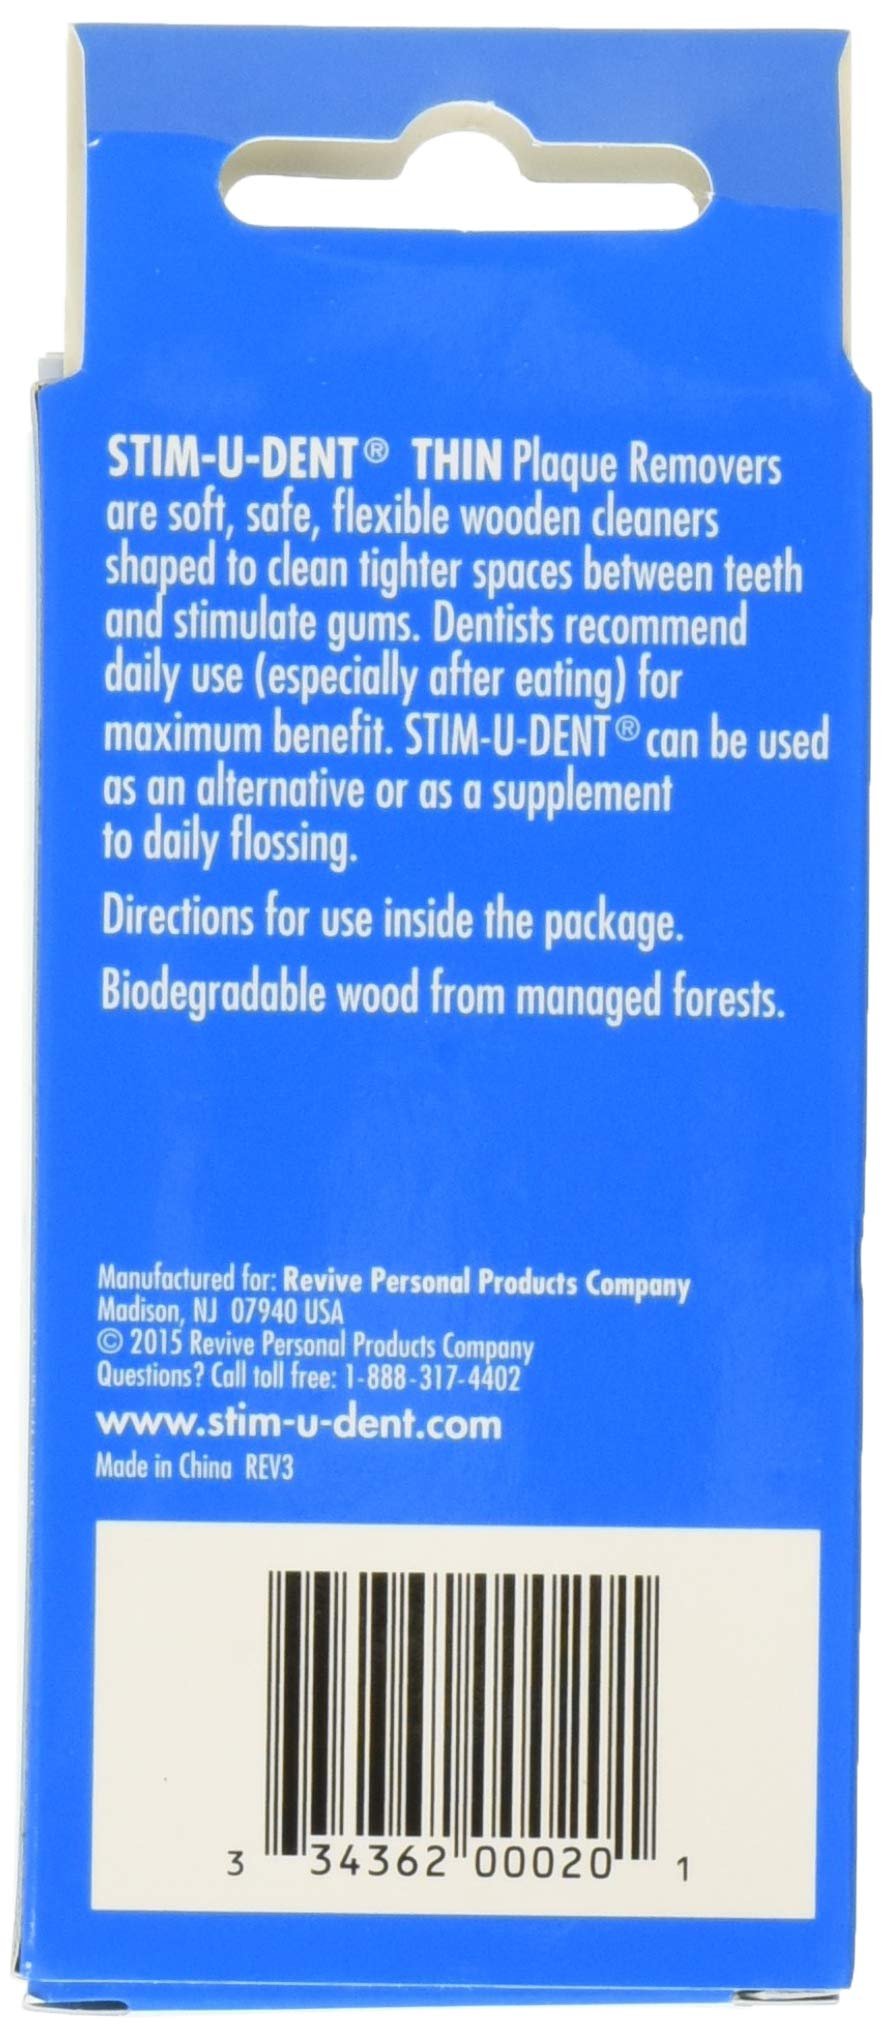 STIM-U-DENT® THIN Plaque Removers
are soft, safe, flexible wooden cleaners
shaped to clean tighter spaces between teeth
and stimulate gums. Dentists recommend
daily use (especially after eating) for
maximum benefit. STIM-U-DENT® can be used
as an alternative or as a supplement
to daily flossing.
Directions for use inside the package.
Biodegradable wood from managed forests.
Manufactured for: Revive Personal Products Company
Madison, NJ 07940 USA
© 2015 Revive Personal Products Company
Questions? Call toll free: 1-888-317-4402
www.stim-u-dent.com
Made in China REV3
3 34362 00020 1